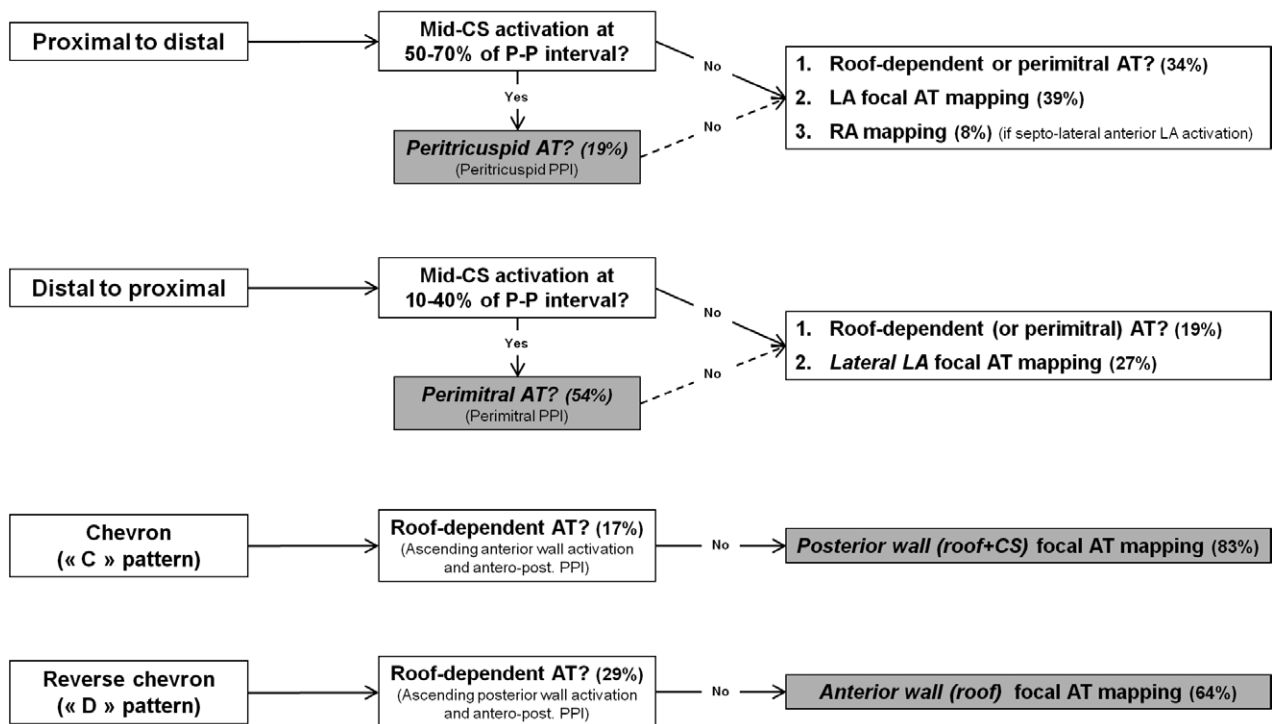 Proximal to distal
Mid-CS activation at
50-70% of P-P interval?
No
Yes
Peritricuspid AT? (19%)
(Peritricuspid PPI)
No
1. Roof-dependent or perimitral AT? (34%)
2. LA focal AT mapping (39%)
3. RA mapping (8%) (if septo-lateral anterior LA activation)
Distal to proximal
Mid-CS activation at
10-40% of P-P interval?
No
Yes
Perimitral AT? (54%)
(Perimitral PPI)
No
1. Roof-dependent (or perimitral) AT? (19%)
2. Lateral LA focal AT mapping (27%)
Chevron
(« C » pattern)
Roof-dependent AT? (17%)
(Ascending anterior wall activation
and antero-post. PPI)
No
Posterior wall (roof+CS) focal AT mapping (83%)
Reverse chevron
(« D » pattern)
Roof-dependent AT? (29%)
(Ascending posterior wall activation
and antero-post. PPI)
No
Anterior wall (roof) focal AT mapping (64%)